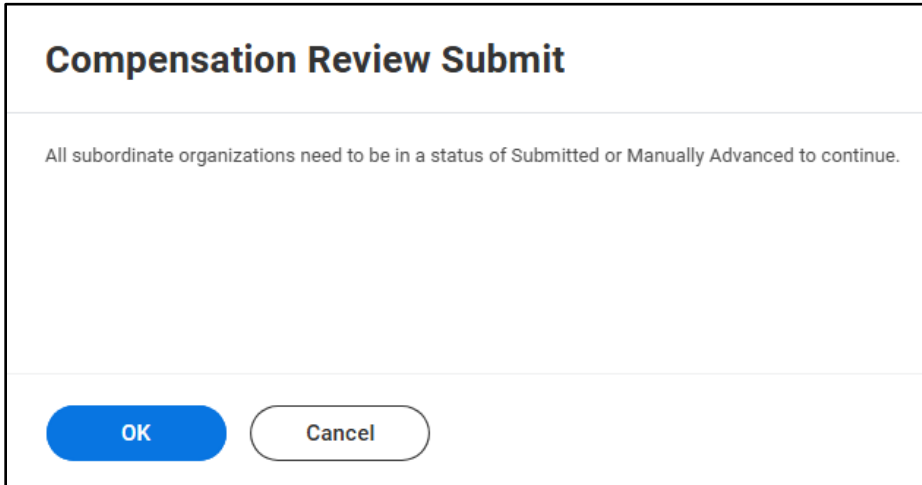 Compensation Review Submit
All subordinate organizations need to be in a status of Submitted or Manually Advanced to continue.
OK
Cancel